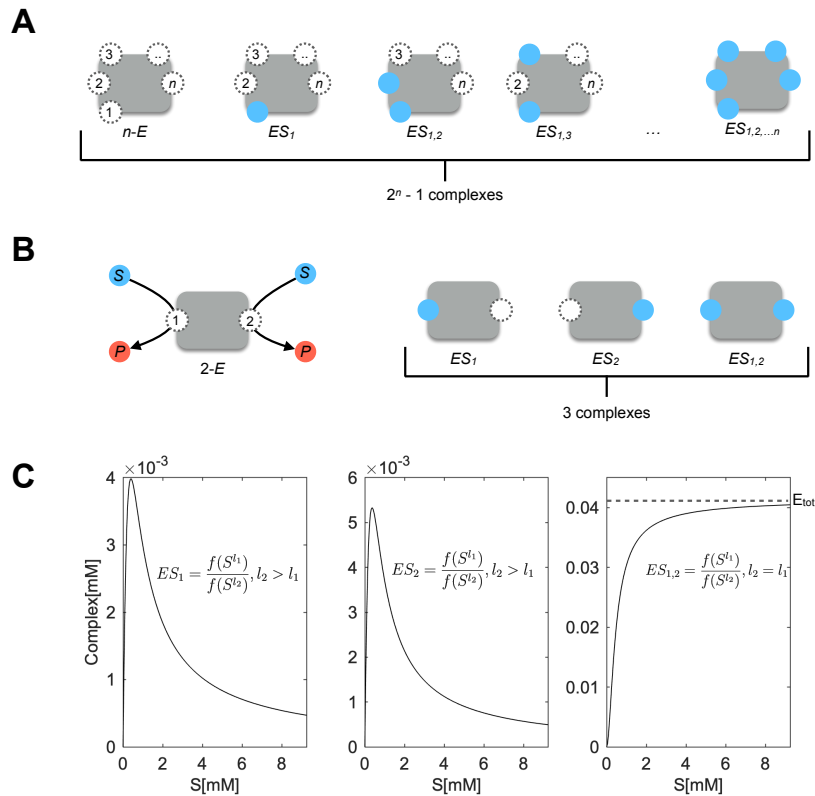 A
3 ..
2 n
1
n-E
3 ..
2 n
ES1
3 ..
n
ES1,2
..
2 n
ES1,3
...
ES1,2,...n
2ⁿ - 1 complexes
B
S S
1 2
P P
2-E
ES1 ES2 ES1,2
3 complexes
C
×10⁻³
4
3
2
1
0
Complex[mM]
ES₁ = f(S^{l₁}) / f(S^{l₂}), l₂ > l₁
0 2 4 6 8
S[mM]
×10⁻³
6
5
4
3
2
1
0
ES₂ = f(S^{l₁}) / f(S^{l₂}), l₂ > l₁
0 2 4 6 8
S[mM]
0.04
0.03
0.02
0.01
0
Etot
ES₁,₂ = f(S^{l₁}) / f(S^{l₂}), l₂ = l₁
0 2 4 6 8
S[mM]